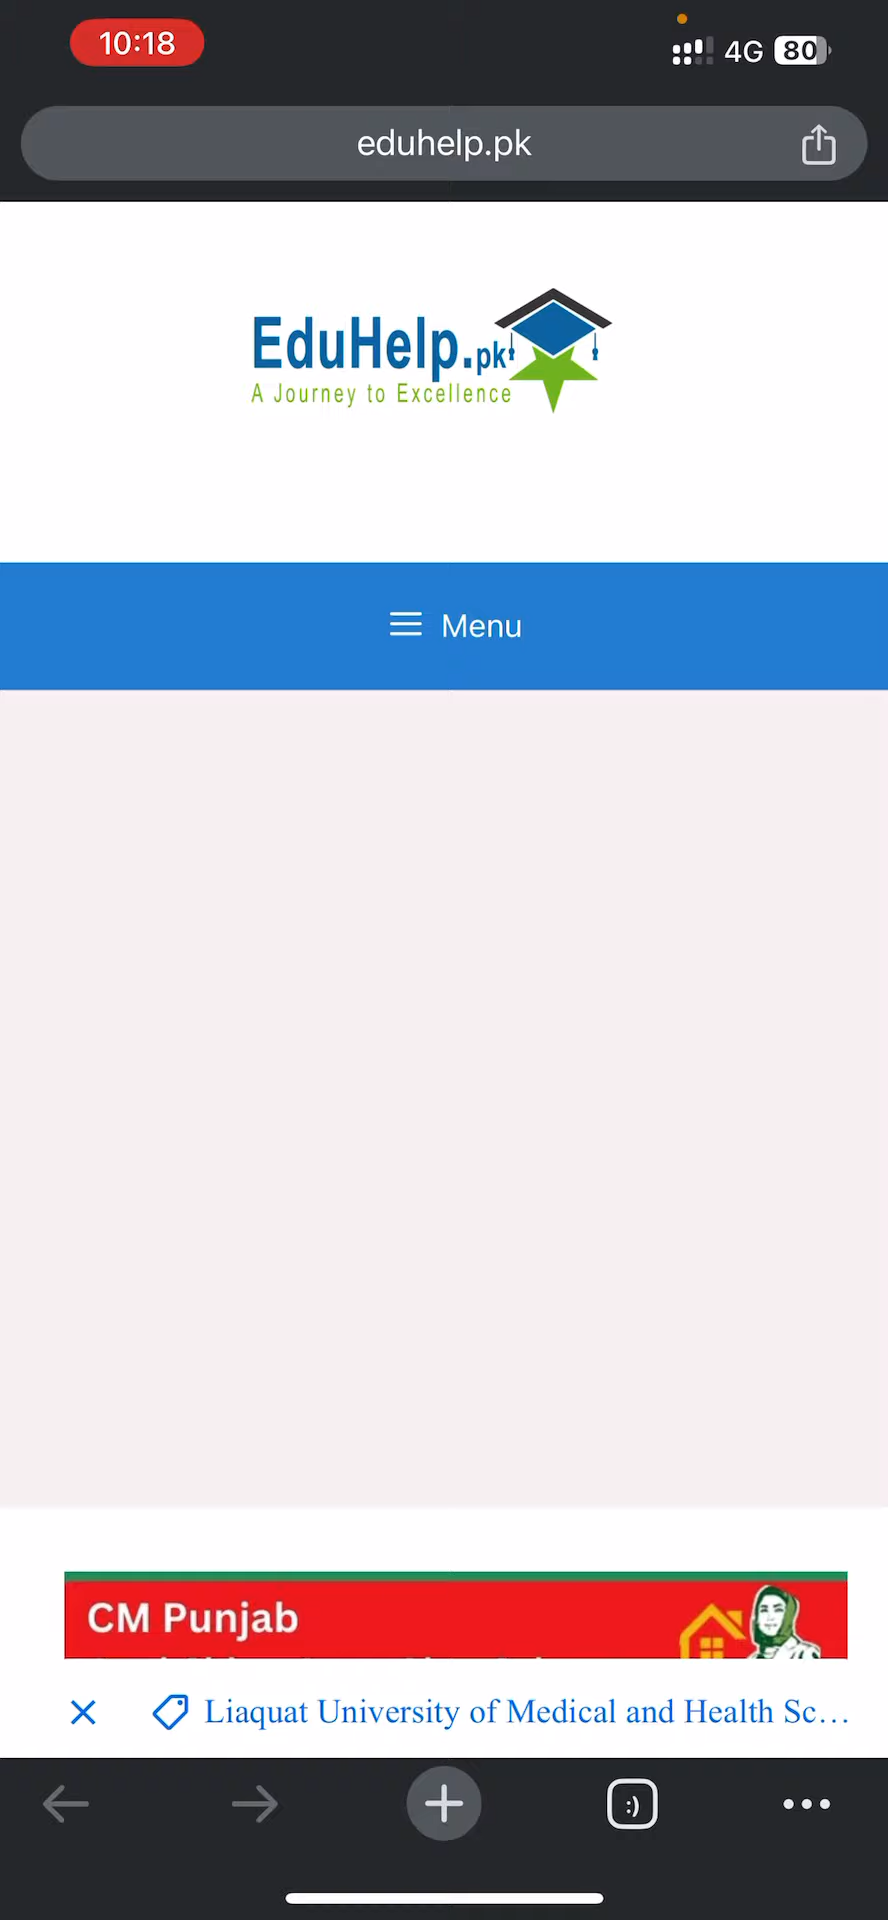 10:18
4G 80
eduhelp.pk
EduHelp.pk
A Journey to Excellence
Menu
CM Punjab
Liaquat University of Medical and Health Sc...
:)